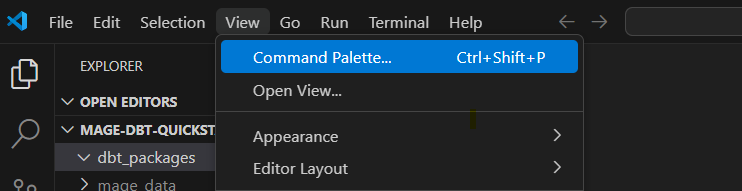 File Edit Selection View Go Run Terminal Help
EXPLORER
OPEN EDITORS
MAGE-DBT-QUICKST
dbt_packages
mage_data
Command Palette... Ctrl+Shift+P
Open View...
Appearance
Editor Layout